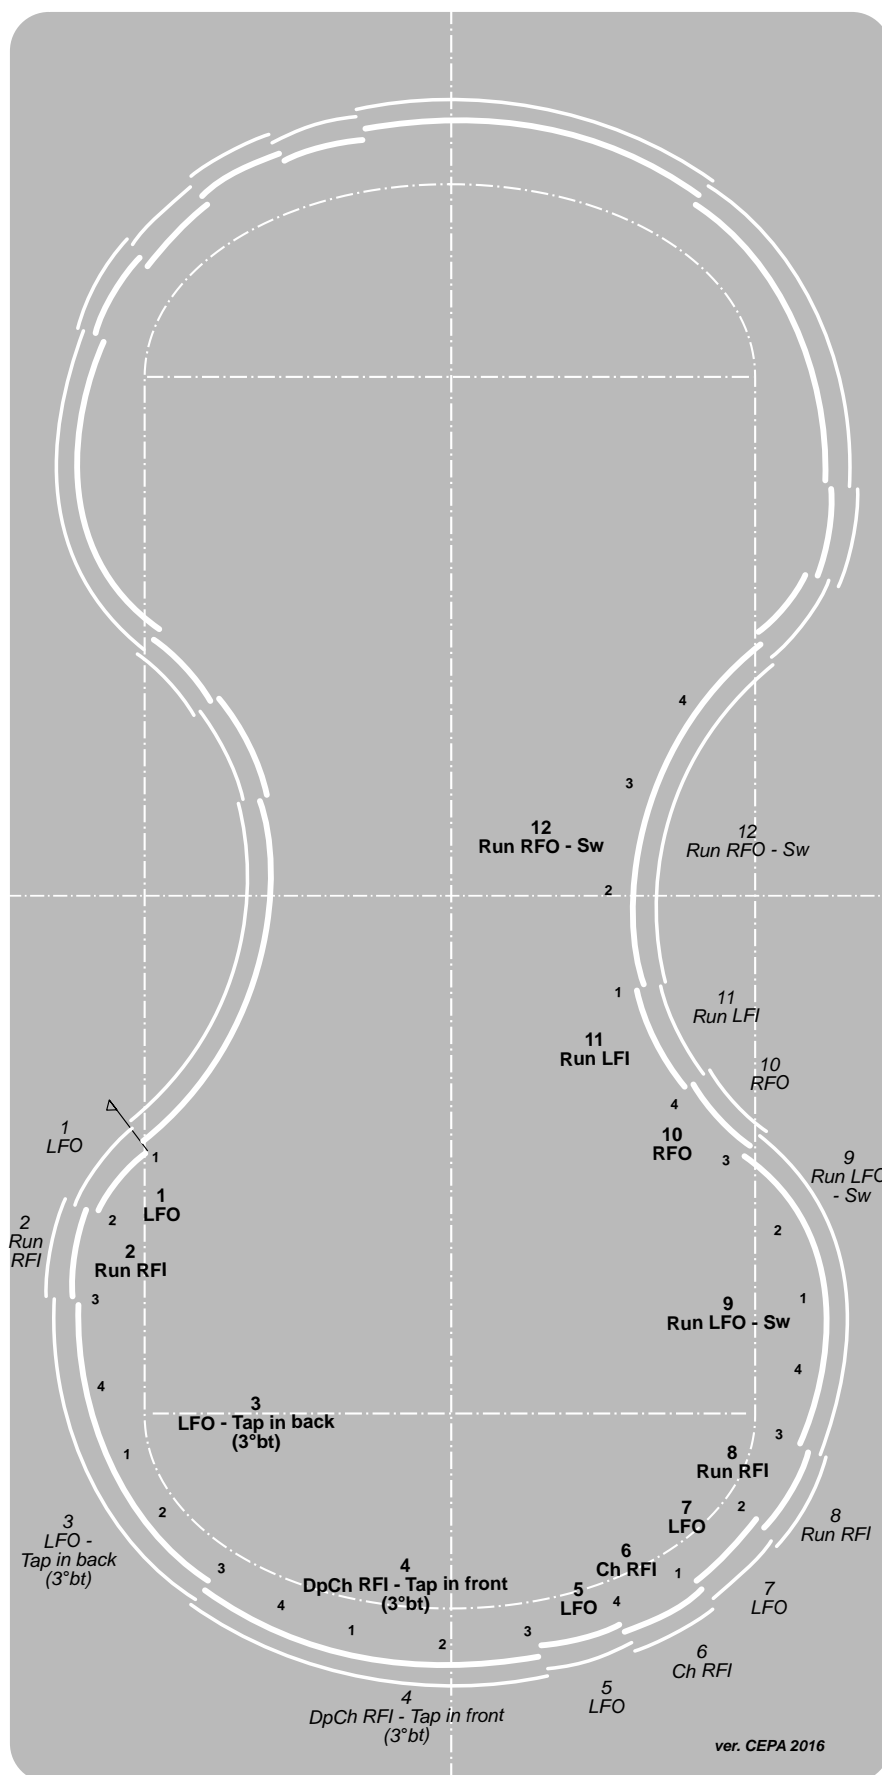 4
3
12
Run RFO - Sw
12
Run RFO - Sw
2
1
11
Run LFI
11
Run LFI
4
10
RFO
10
RFO
3
1
LFO
1
1
LFO
2
2
Run
RFI
2
Run RFI
3
9
Run LFO
- Sw
2
1
9
Run LFO - Sw
4
4
3
LFO - Tap in back
(3°bt)
3
1
8
Run RFI
2
7
LFO
2
8
Run RFI
3
LFO -
Tap in back
(3°bt)
3
6
Ch RFI
1
4
DpCh RFI - Tap in front
(3°bt)
5
LFO
4
7
LFO
4
1
2
3
6
Ch RFI
5
LFO
4
DpCh RFI - Tap in front
(3°bt)
ver. CEPA 2016